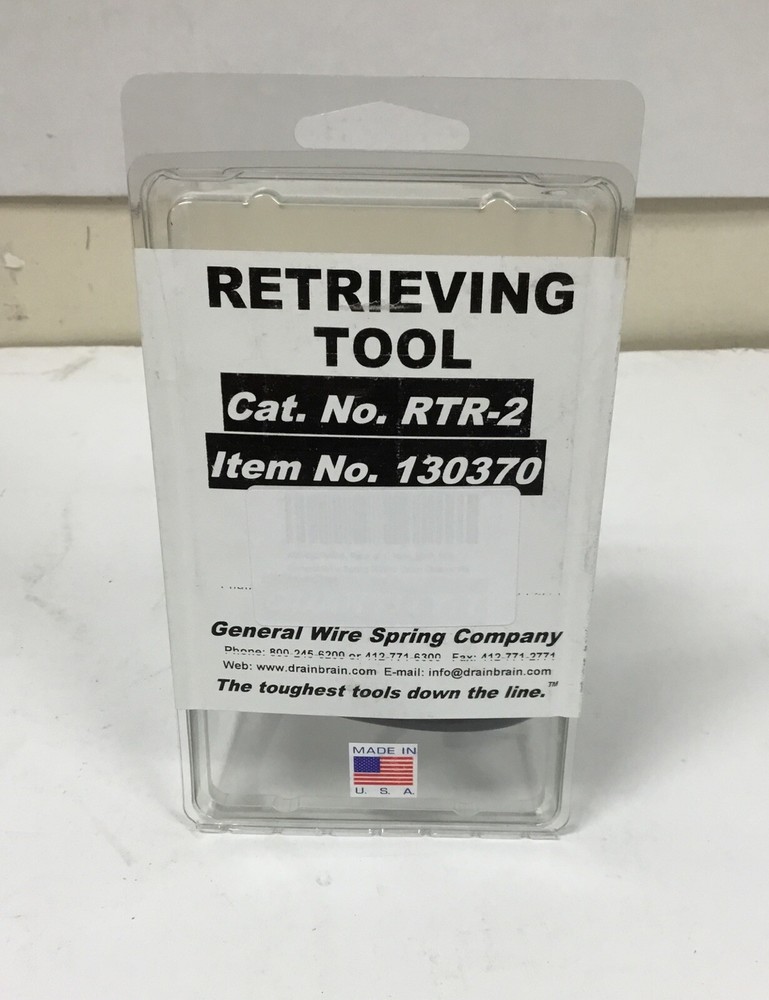 RETRIEVING
TOOL
Cat. No. RTR-2
Item No. 130370
General Wire Spring Company
Phone: 800-245-6200 or 412-771-6300 Fax: 412-771-2771
Web: www.drainbrain.com E-mail: info@drainbrain.com
The toughest tools down the line.™
MADE IN
U. S. A.